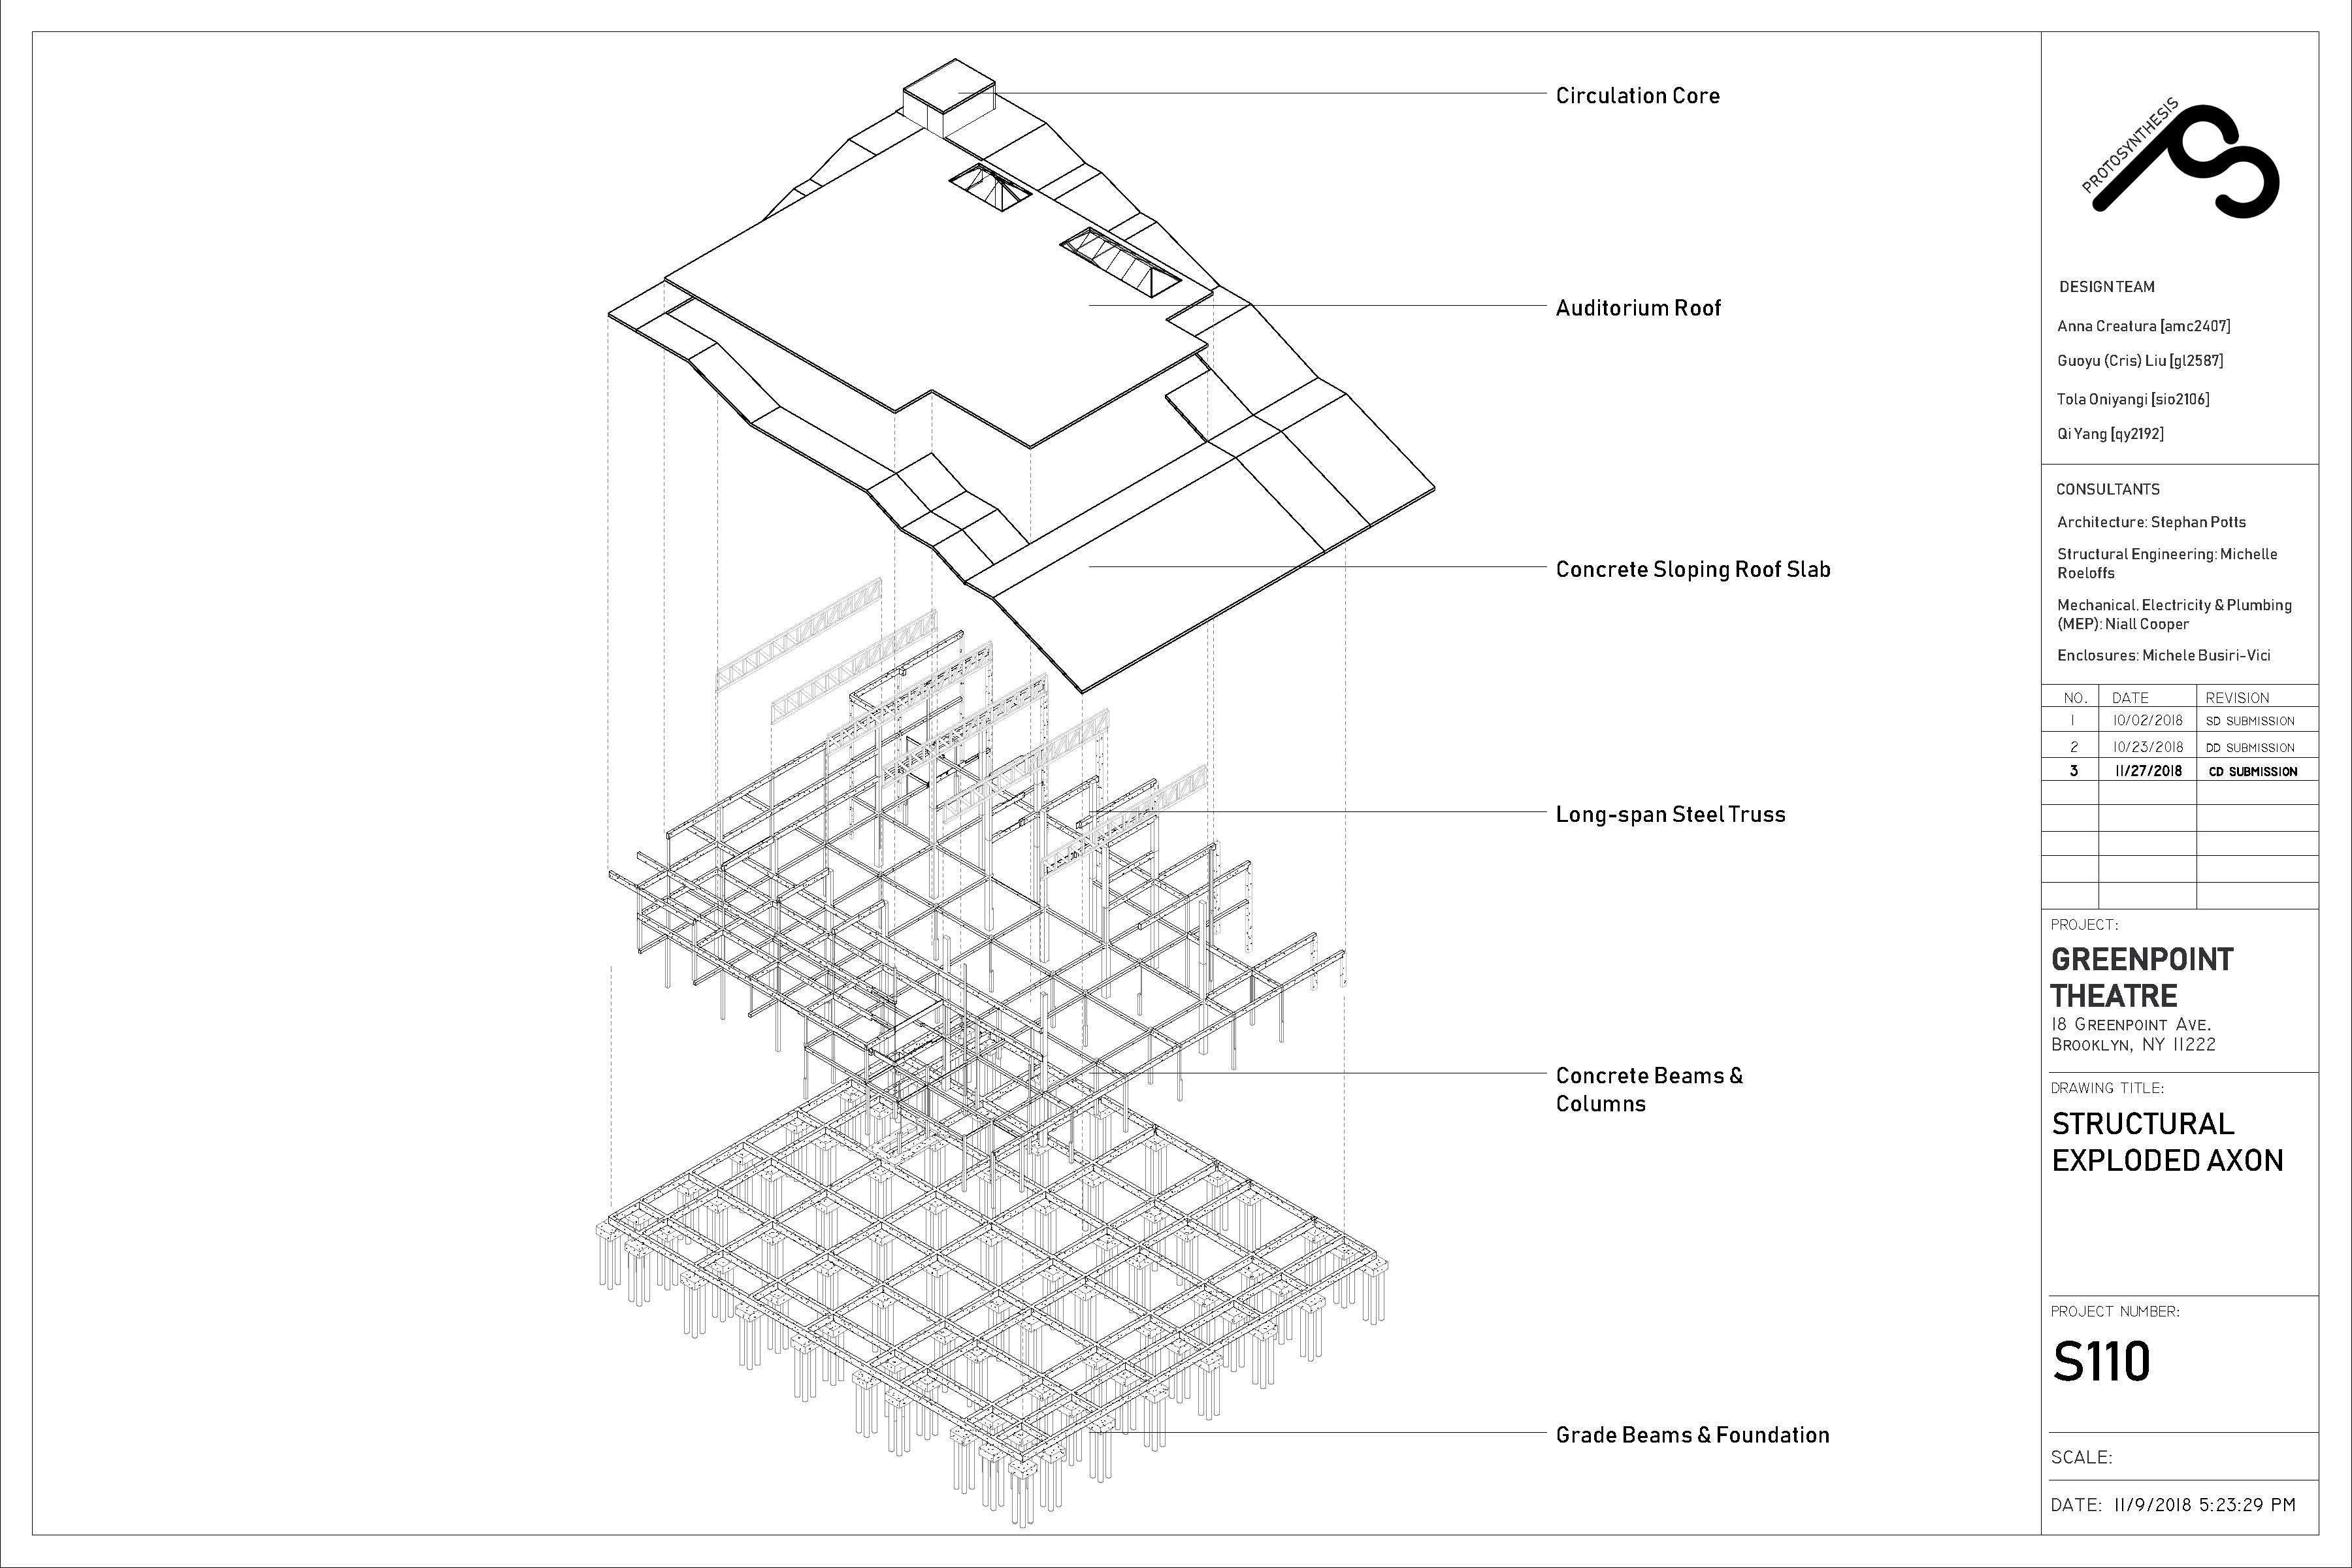 Circulation Core
Auditorium Roof
Concrete Sloping Roof Slab
Long-span Steel Truss
Concrete Beams &
Columns
Grade Beams & Foundation
PROTOSYNTHESIS
DESIGN TEAM
Anna Creatura [amc2407]
Guoyu (Cris) Liu [gl2587]
Tola Oniyangi [sio2106]
Qi Yang [qy2192]
CONSULTANTS
Architecture: Stephan Potts
Structural Engineering: Michelle
Roeloffs
Mechanical, Electricity & Plumbing
(MEP): Niall Cooper
Enclosures: Michele Busiri-Vici
NO. DATE REVISION
1 10/02/2018 SD SUBMISSION
2 10/23/2018 DD SUBMISSION
3 11/27/2018 CD SUBMISSION
PROJECT:
GREENPOINT
THEATRE
18 GREENPOINT AVE.
BROOKLYN, NY 11222
DRAWING TITLE:
STRUCTURAL
EXPLODED AXON
PROJECT NUMBER:
S110
SCALE:
DATE: 11/9/2018 5:23:29 PM